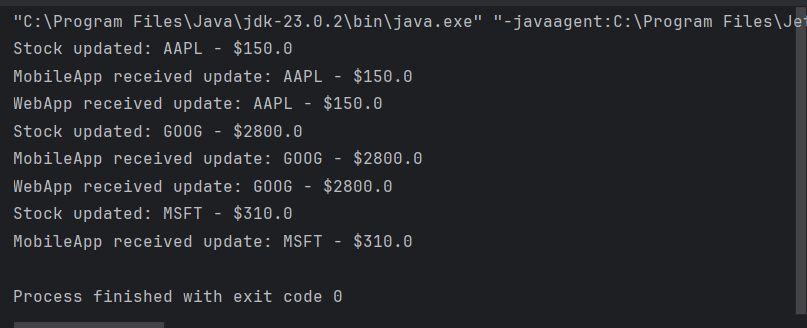 "C:\Program Files\Java\jdk-23.0.2\bin\java.exe" "-javaagent:C:\Program Files\Jet
Stock updated: AAPL - $150.0
MobileApp received update: AAPL - $150.0
WebApp received update: AAPL - $150.0
Stock updated: GOOG - $2800.0
MobileApp received update: GOOG - $2800.0
WebApp received update: GOOG - $2800.0
Stock updated: MSFT - $310.0
MobileApp received update: MSFT - $310.0
Process finished with exit code 0